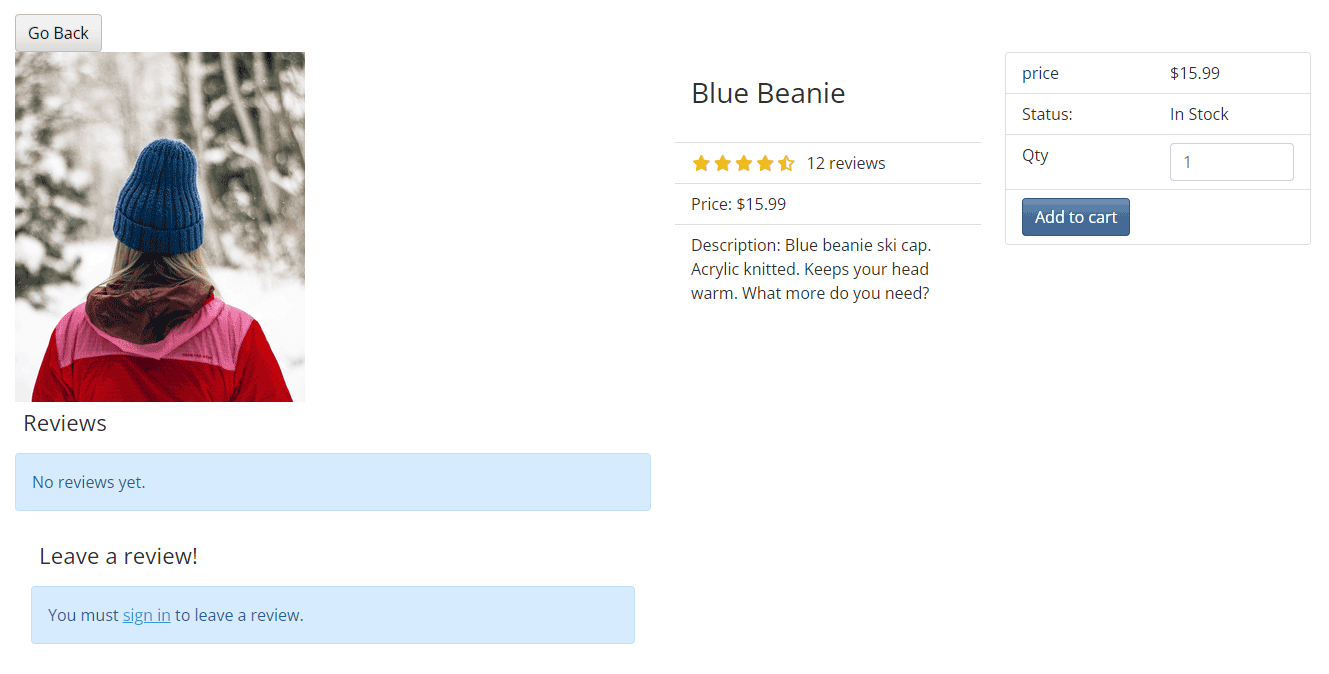 Go Back
Blue Beanie
12 reviews
Price: $15.99
Description: Blue beanie ski cap.
Acrylic knitted. Keeps your head
warm. What more do you need?
price $15.99
Status: In Stock
Qty 1
Add to cart
Reviews
No reviews yet.
Leave a review!
You must sign in to leave a review.